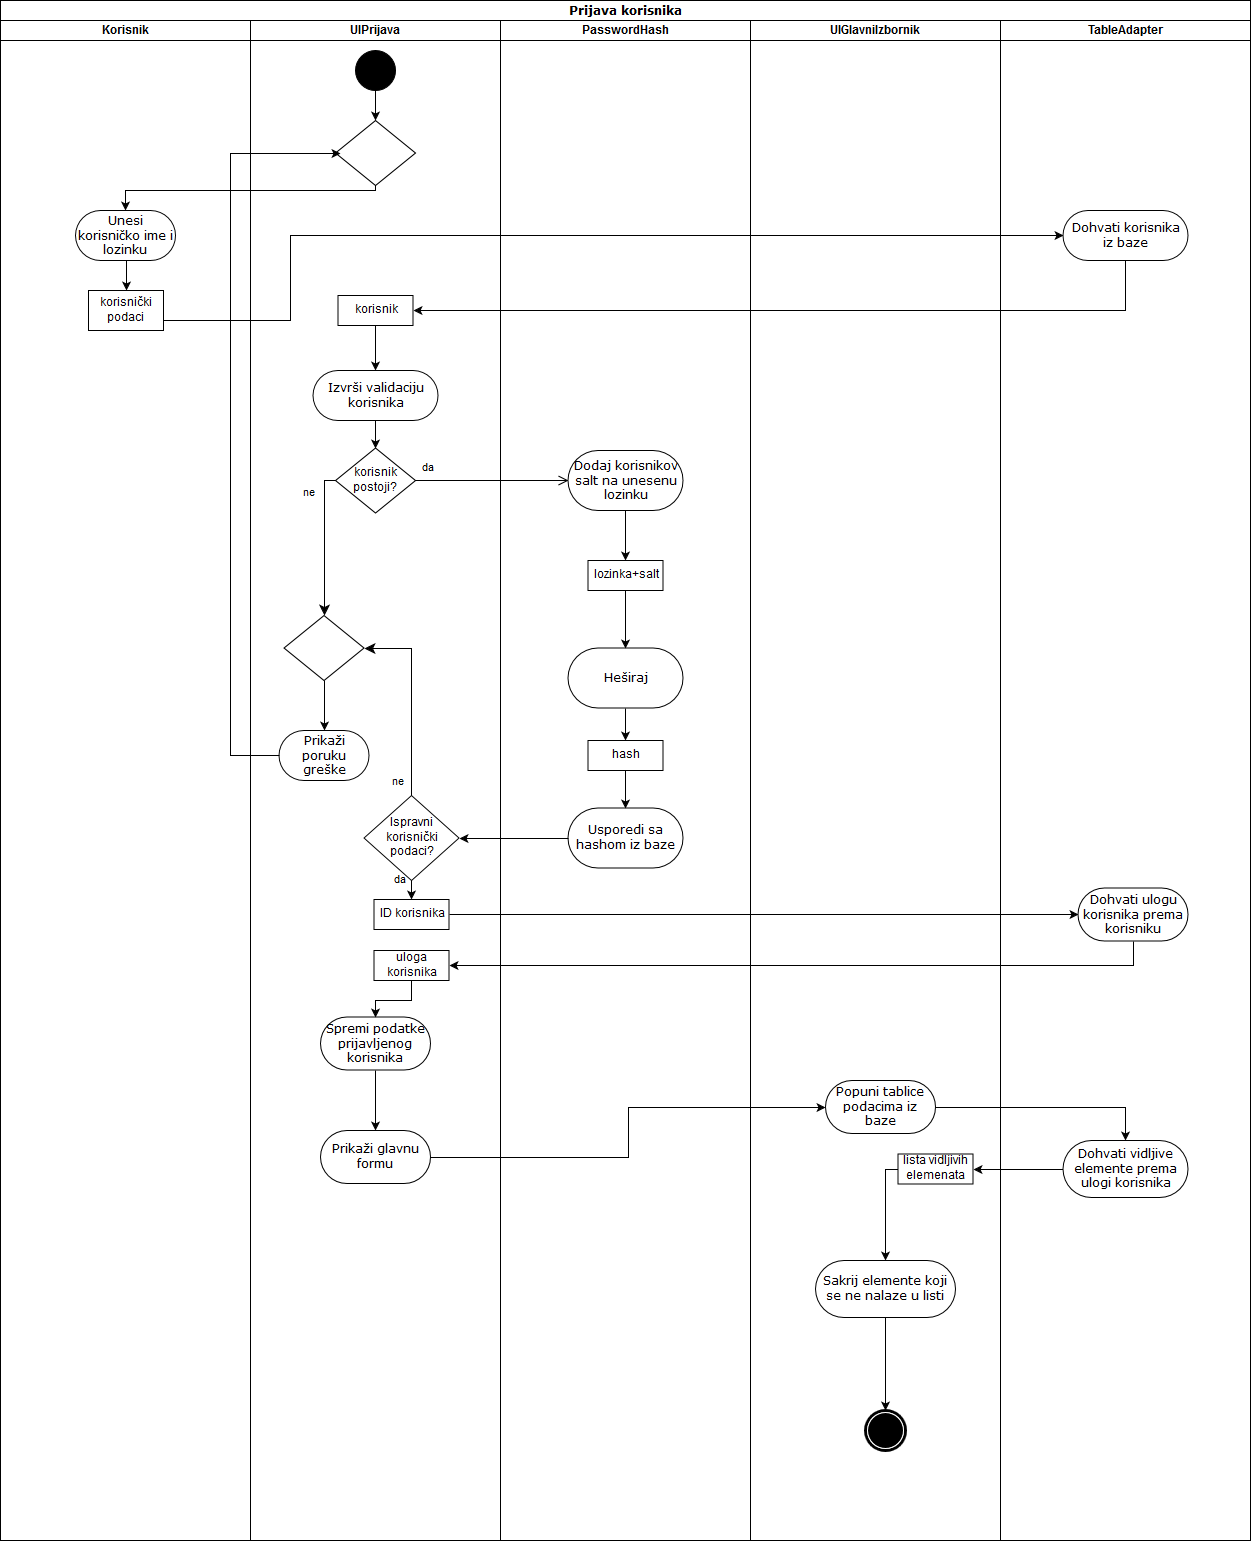 Prijava korisnika
Korisnik
UIPrijava
PasswordHash
UIGlavniIzbornik
TableAdapter
Unesi
korisničko ime i
lozinku
Dohvati korisnika
iz baze
korisnički
podaci
korisnik
Izvrši validaciju
korisnika
korisnik
postoji?
da
ne
Dodaj korisnikov
salt na unesenu
lozinku
lozinka+salt
Heširaj
Prikaži
poruku
greške
hash
ne
Ispravni
korisnički
podaci?
Usporedi sa
hashom iz baze
da
ID korisnika
Dohvati ulogu
korisnika prema
korisniku
uloga
korisnika
Spremi podatke
prijavljenog
korisnika
Popuni tablice
podacima iz
baze
Prikaži glavnu
formu
lista vidljivih
elemenata
Dohvati vidljive
elemente prema
ulogi korisnika
Sakrij elemente koji
se ne nalaze u listi